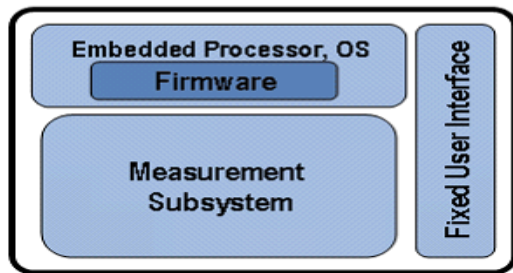 Embedded Processor, OS
Firmware
Measurement
Subsystem
Fixed User Interface